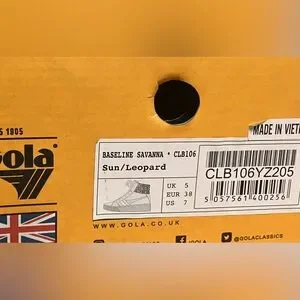 1905
Gola
MADE IN VIET
BASELINE SAVANNA * CLB106
Sun/Leopard
UK 5
EUR 38
US 7
CLB106YZ205
5 057561 400256
WWW.GOLA.CO.UK
/GOLA
@GOLACLASSICS